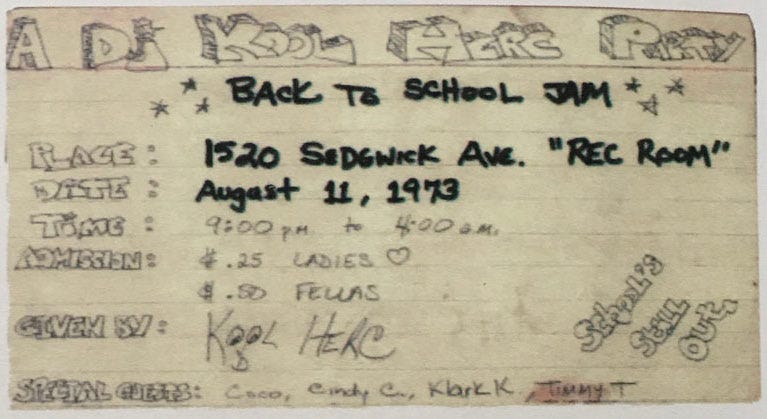 A DJ KOOL HERC PARTY
BACK TO SCHOOL JAM
PLACE: 1520 SEDGWICK AVE. "REC ROOM"
DATE: August 11, 1973
TIME: 9:00 pm to 4:00 am.
ADMISSION: $.25 LADIES ♡
$.50 FELLAS
School's
Still
Out,
GIVEN BY: KOOL HERC
SPECIAL GUESTS: Coco, Cindy C., Klark K., Timmy T